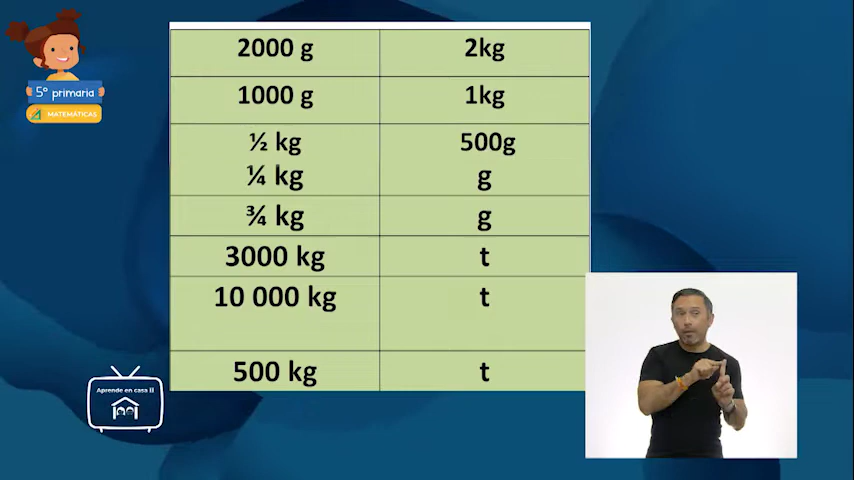 5° primaria
MATEMÁTICAS
2000 g 2kg
1000 g 1kg
½ kg 500g
¼ kg g
¾ kg g
3000 kg t
10 000 kg t
500 kg t
Aprende en casa II